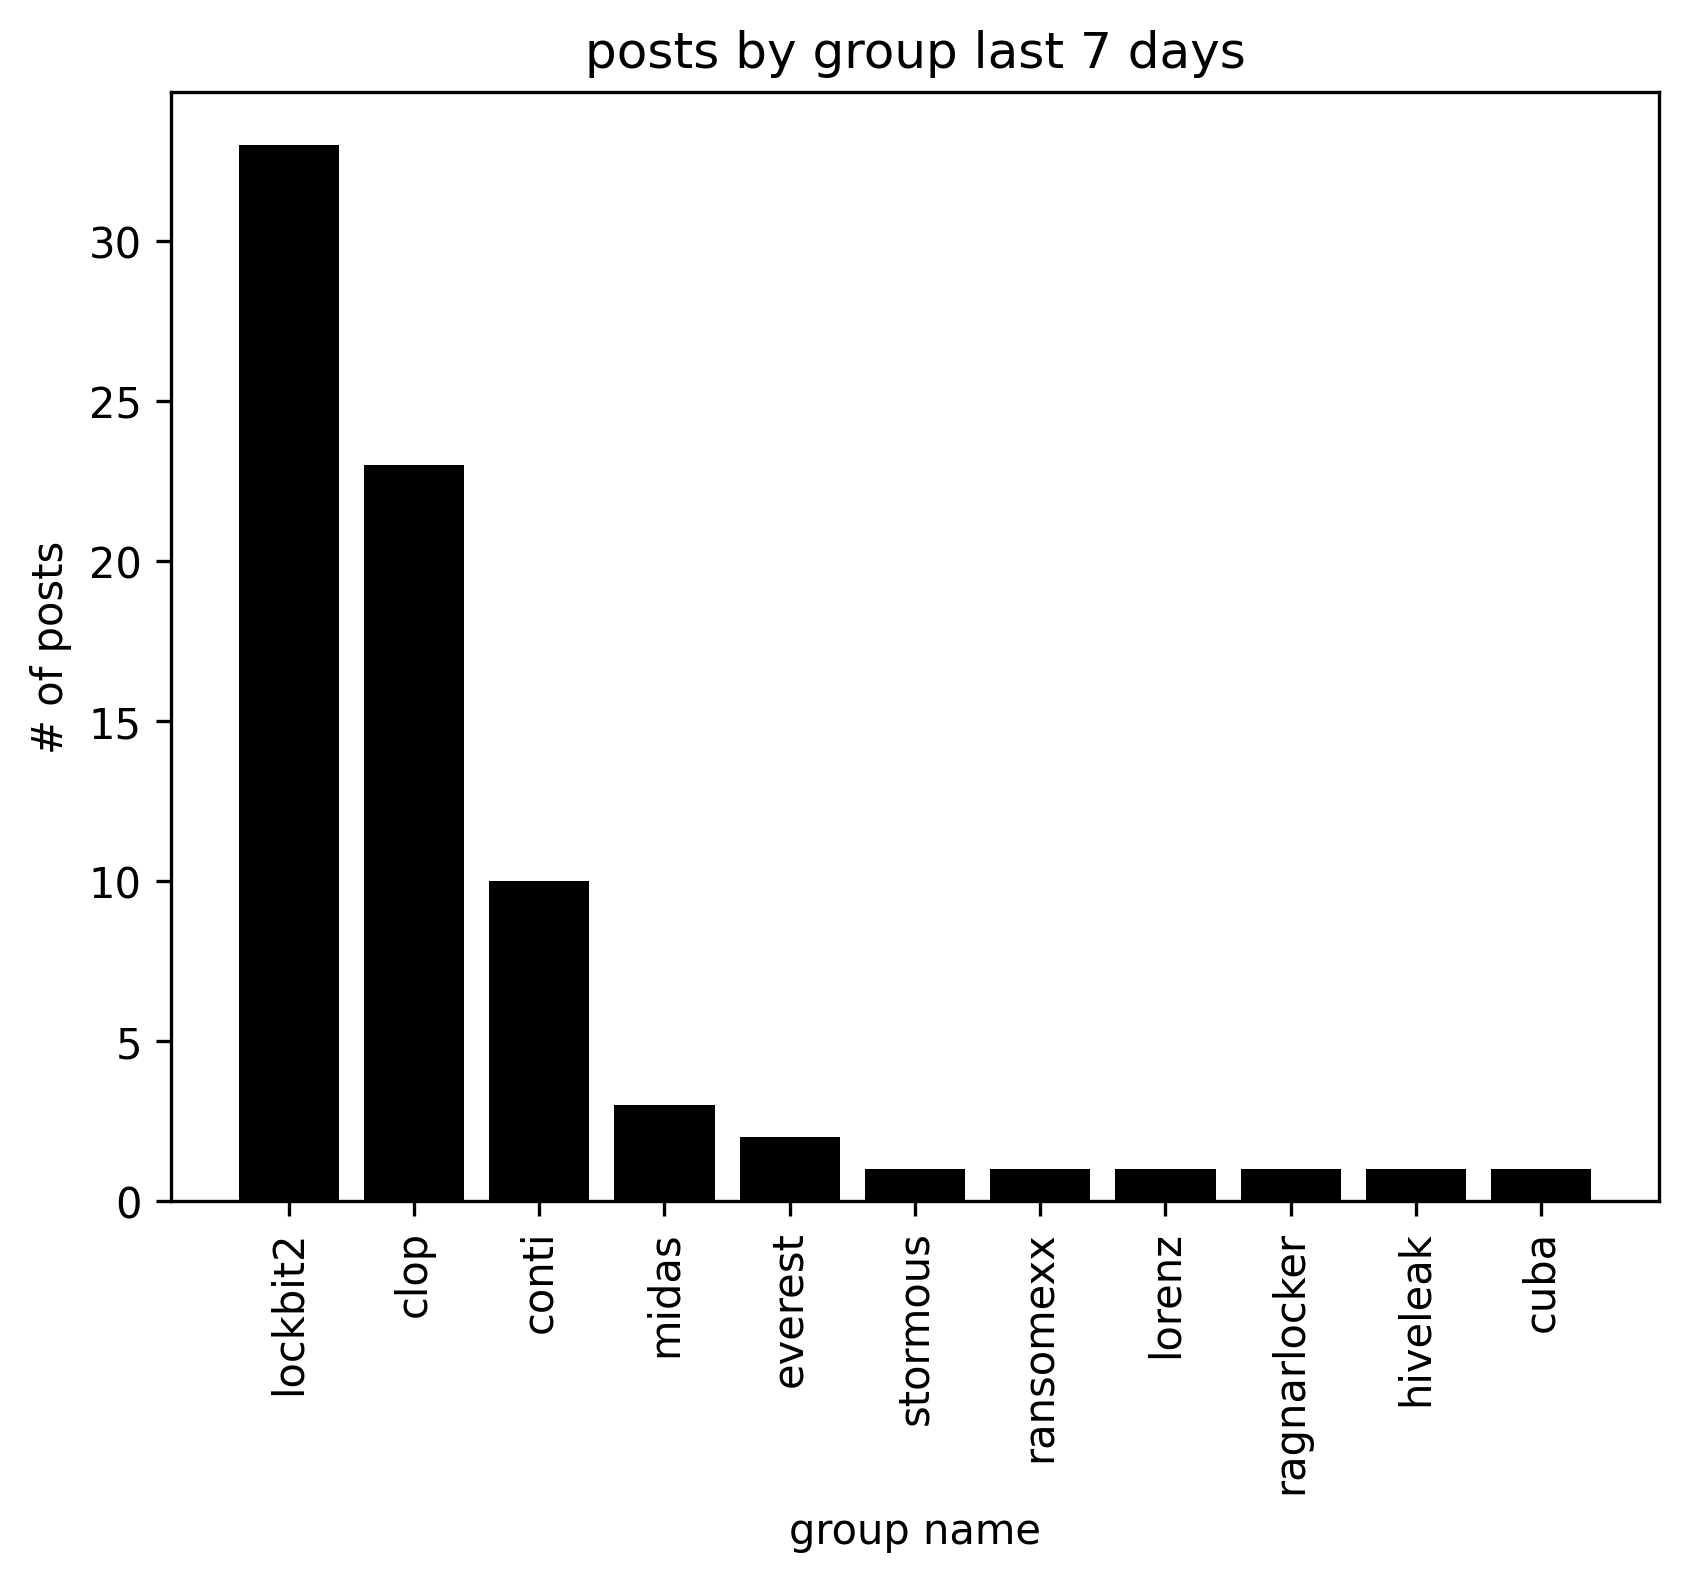 posts by group last 7 days
# of posts
30
25
20
15
10
5
0
lockbit2
clop
conti
midas
everest
stormous
ransomexx
lorenz
ragnarlocker
hiveleak
cuba
group name